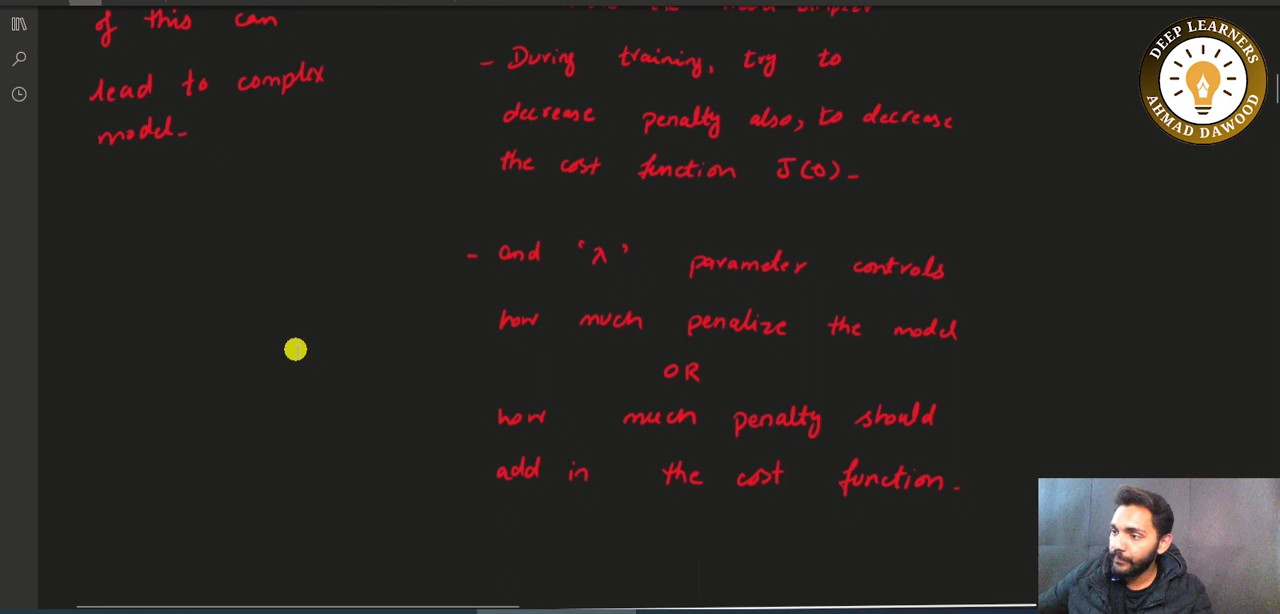 of this can
lead to complex
model-
- During training, try to
decrease penalty also, to decrease
the cost function J(θ) -
- and 'λ' parameter controls
how much penalize the model
OR
how much penalty should
add in the cost function -
DEEP LEARNERS
AHMAD DAWOOD